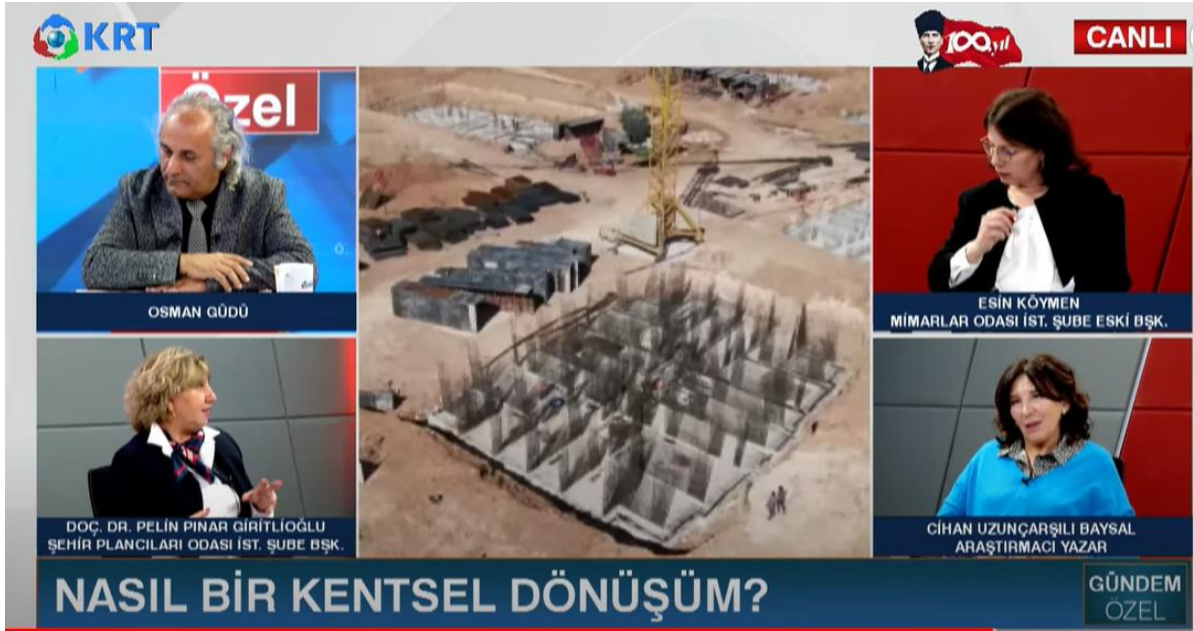 KRT
100.yıl
CANLI
Özel
OSMAN GÜDÜ
ESİN KÖYMEN
MİMARLAR ODASI İST. ŞUBE ESKİ BŞK.
DOÇ. DR. PELİN PINAR GİRİTLİOĞLU
ŞEHİR PLANCILARI ODASI İST. ŞUBE BŞK.
CİHAN UZUNÇARŞILI BAYSAL
ARAŞTIRMACI YAZAR
NASIL BİR KENTSEL DÖNÜŞÜM?
GÜNDEM
ÖZEL